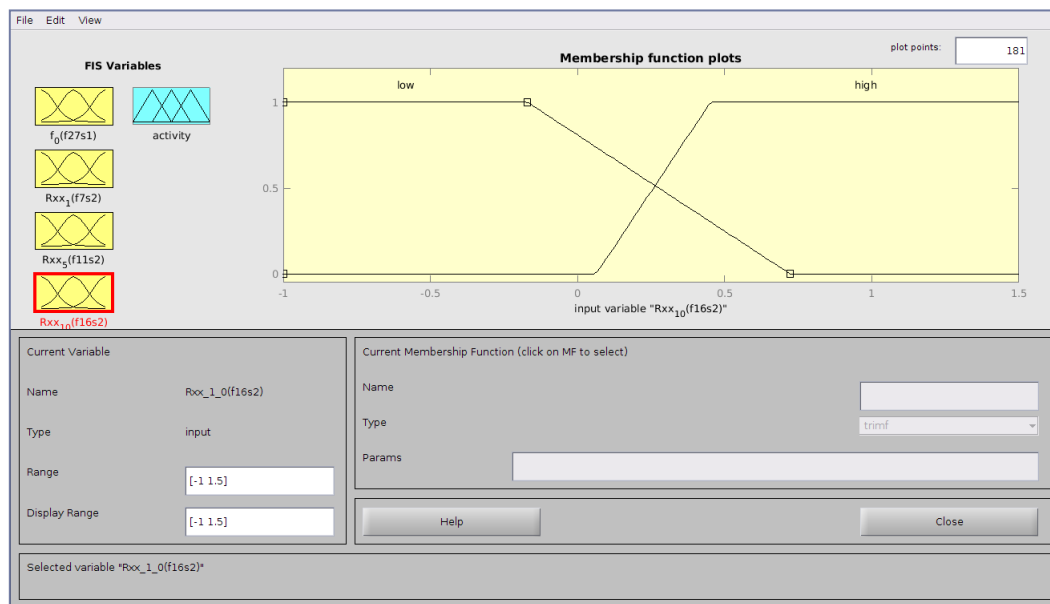 File Edit View
plot points: 181
FIS Variables
Membership function plots
f0(f27s1)
activity
Rxx1(f7s2)
Rxx5(f11s2)
Rxx10(f16s2)
low
high
1
0.5
0
-1 -0.5 0 0.5 1 1.5
input variable "Rxx10(f16s2)"
Current Variable
Name Rxx_1_0(f16s2)
Type input
Range [-1 1.5]
Display Range [-1 1.5]
Current Membership Function (click on MF to select)
Name
Type trimf
Params
Help Close
Selected variable "Rxx_1_0(f16s2)"